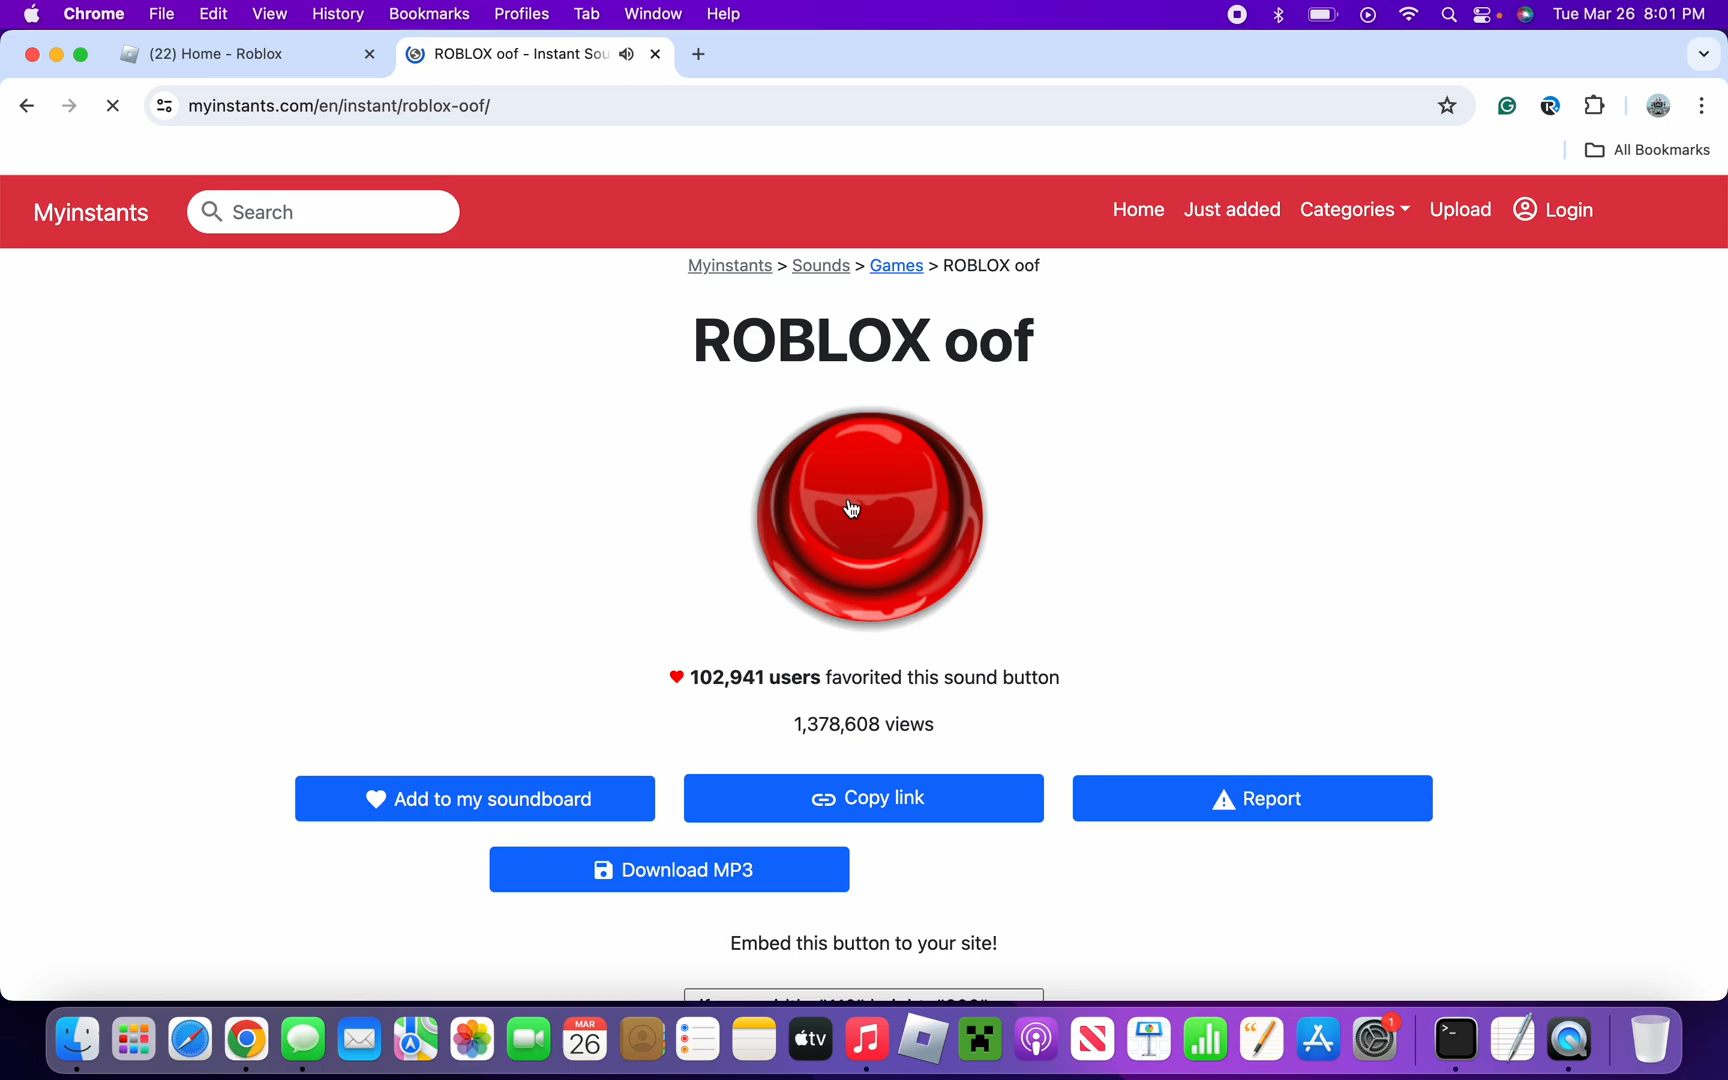 Chrome File Edit View History Bookmarks Profiles Tab Window Help Tue Mar 26 8:01 PM
(22) Home - Roblox ROBLOX oof - Instant Sou
myinstants.com/en/instant/roblox-oof/
All Bookmarks
Myinstants Search Home Just added Categories Upload Login
Myinstants > Sounds > Games > ROBLOX oof
ROBLOX oof
102,941 users favorited this sound button
1,378,608 views
Add to my soundboard Copy link Report
Download MP3
Embed this button to your site!
MAR
26
tv
1